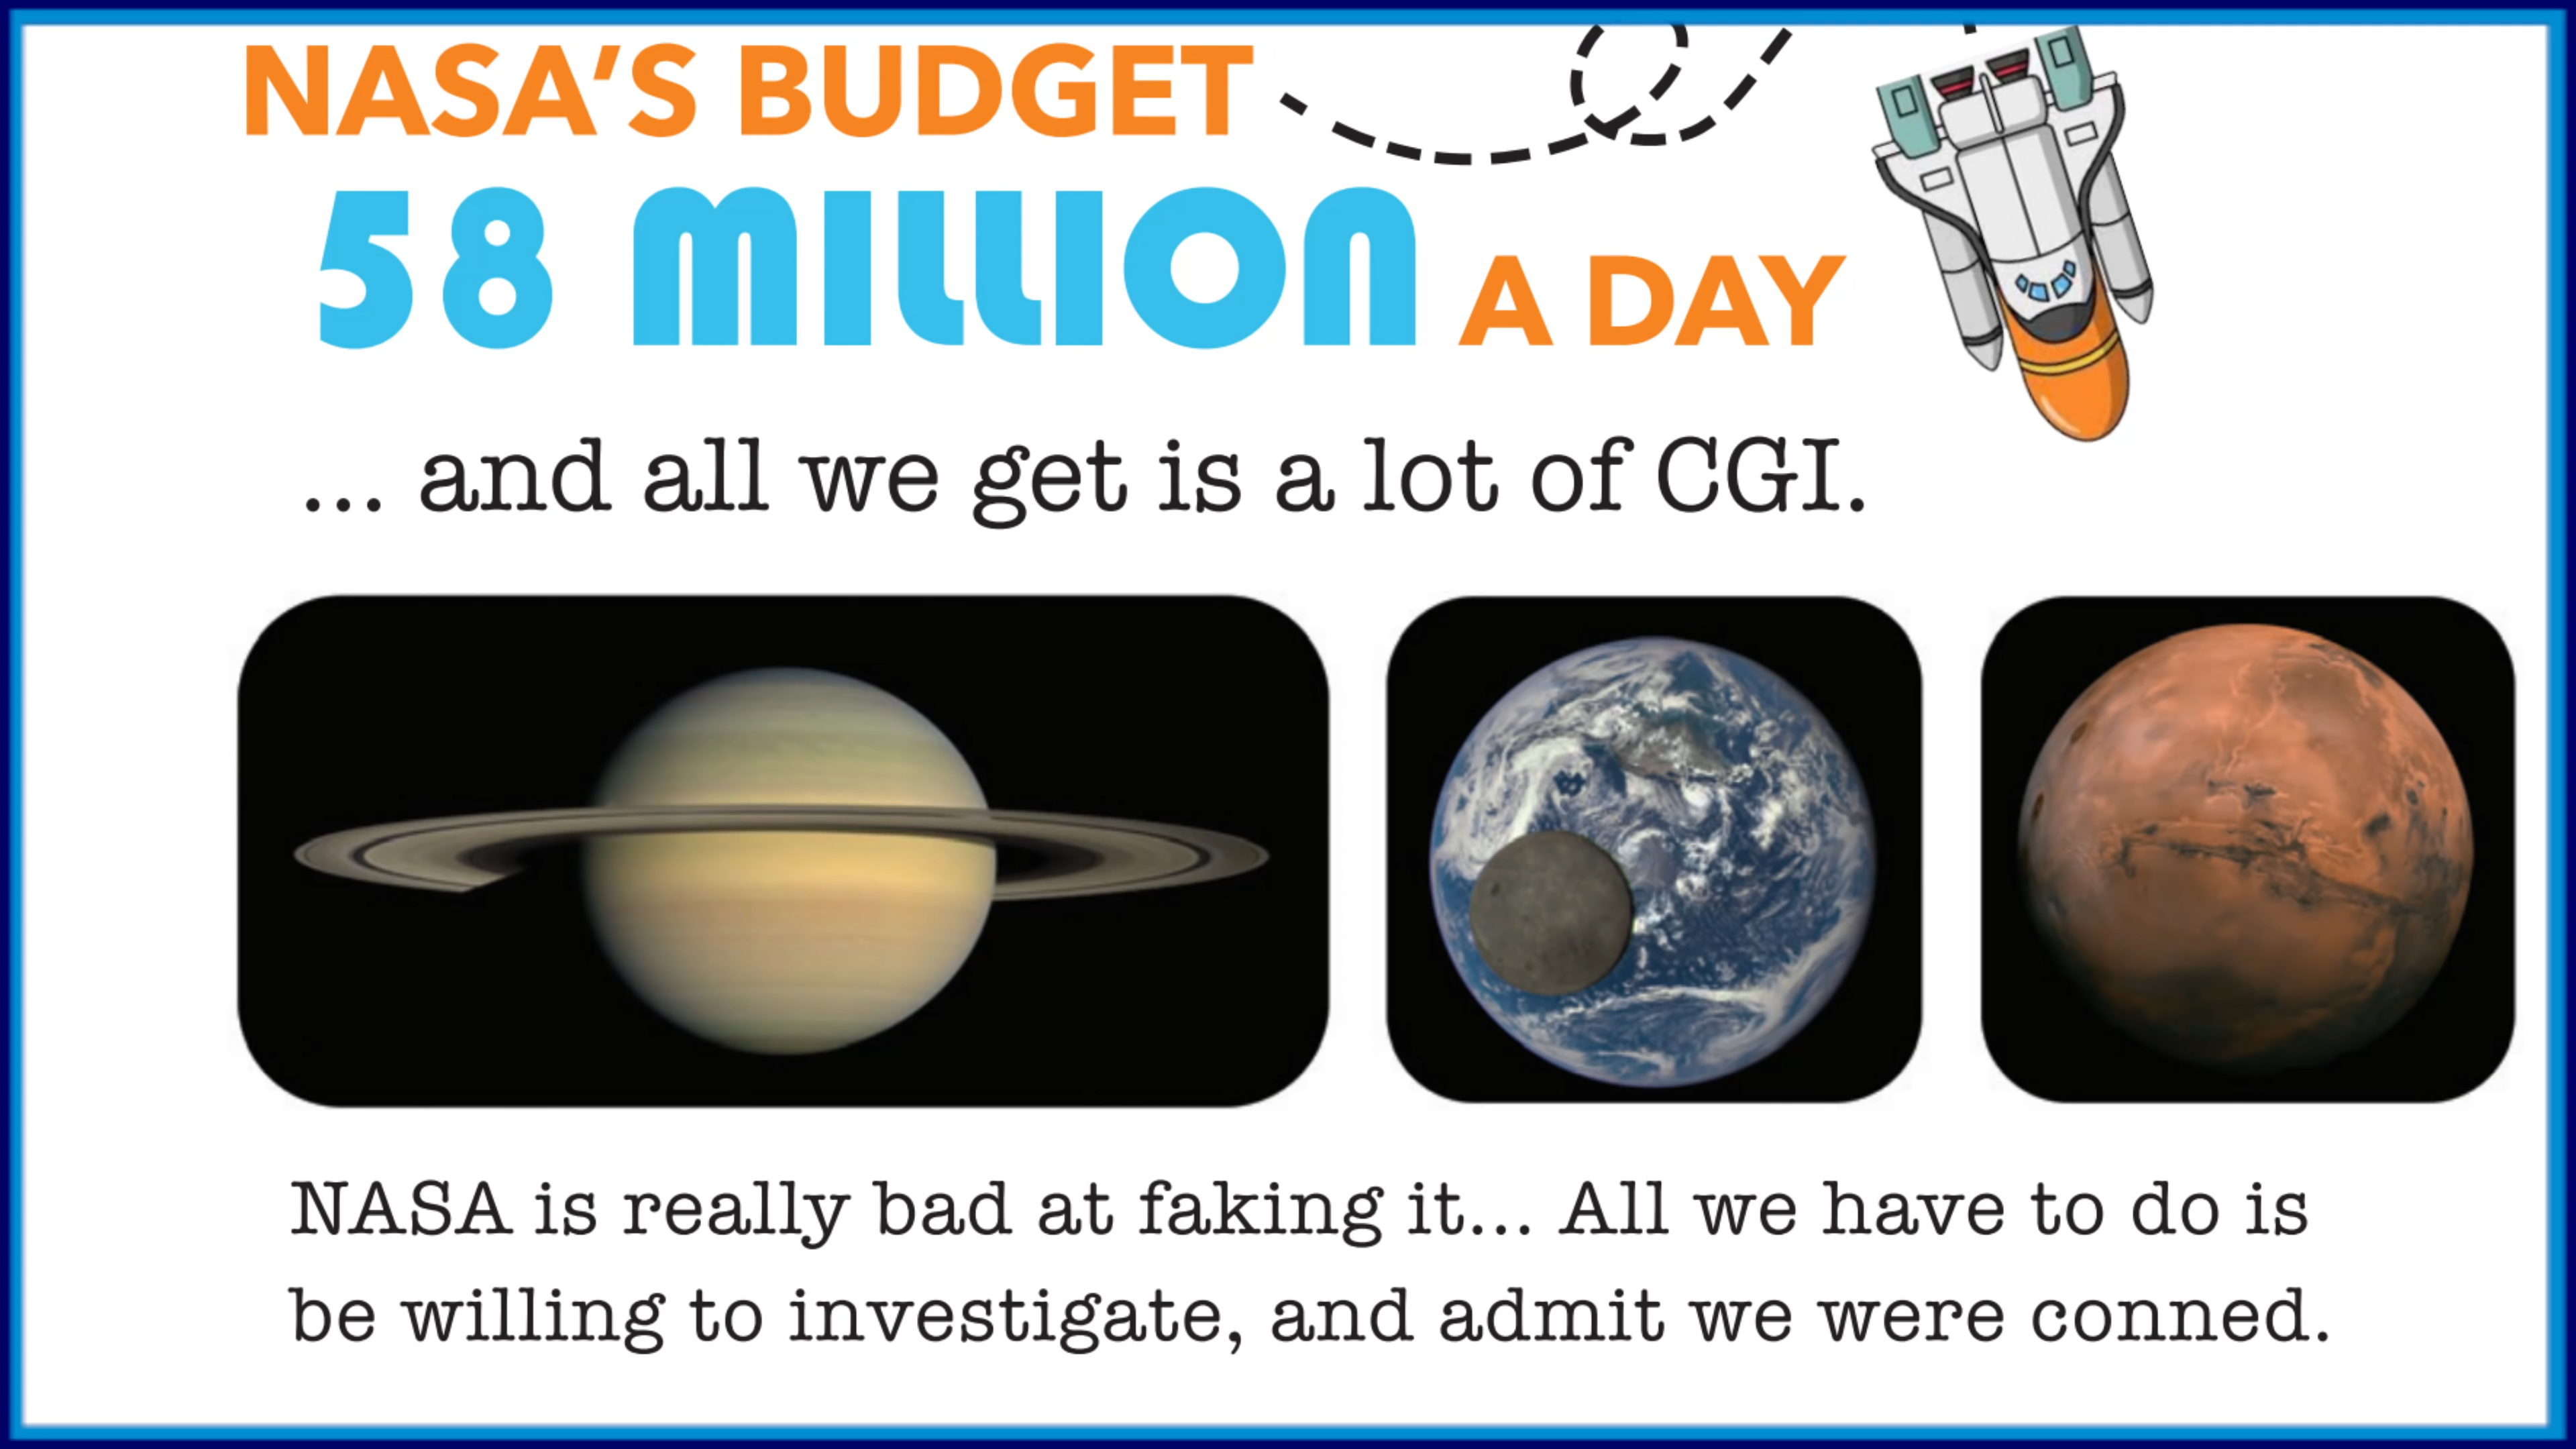 NASA’S BUDGET
58 MILLION A DAY
... and all we get is a lot of CGI.
NASA is really bad at faking it... All we have to do is
be willing to investigate, and admit we were conned.